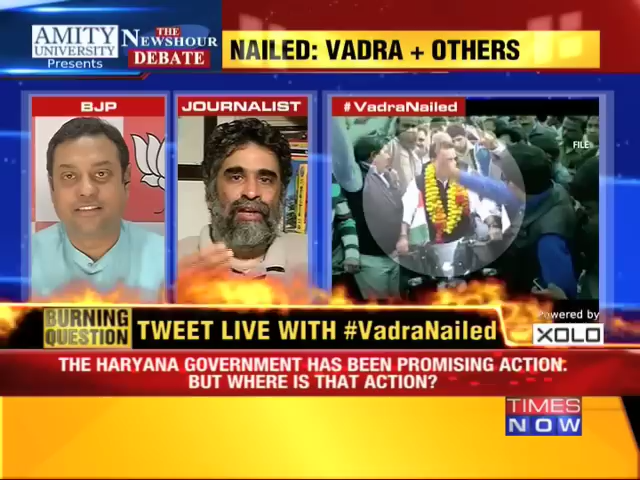 AMITY
UNIVERSITY
Presents
THE
NEWSHOUR
DEBATE
NAILED: VADRA + OTHERS
BJP
JOURNALIST
#VadraNailed
FILE
BURNING
QUESTION
TWEET LIVE WITH #VadraNailed
Powered by
XOLO
THE HARYANA GOVERNMENT HAS BEEN PROMISING ACTION.
BUT WHERE IS THAT ACTION?
TIMES
NOW